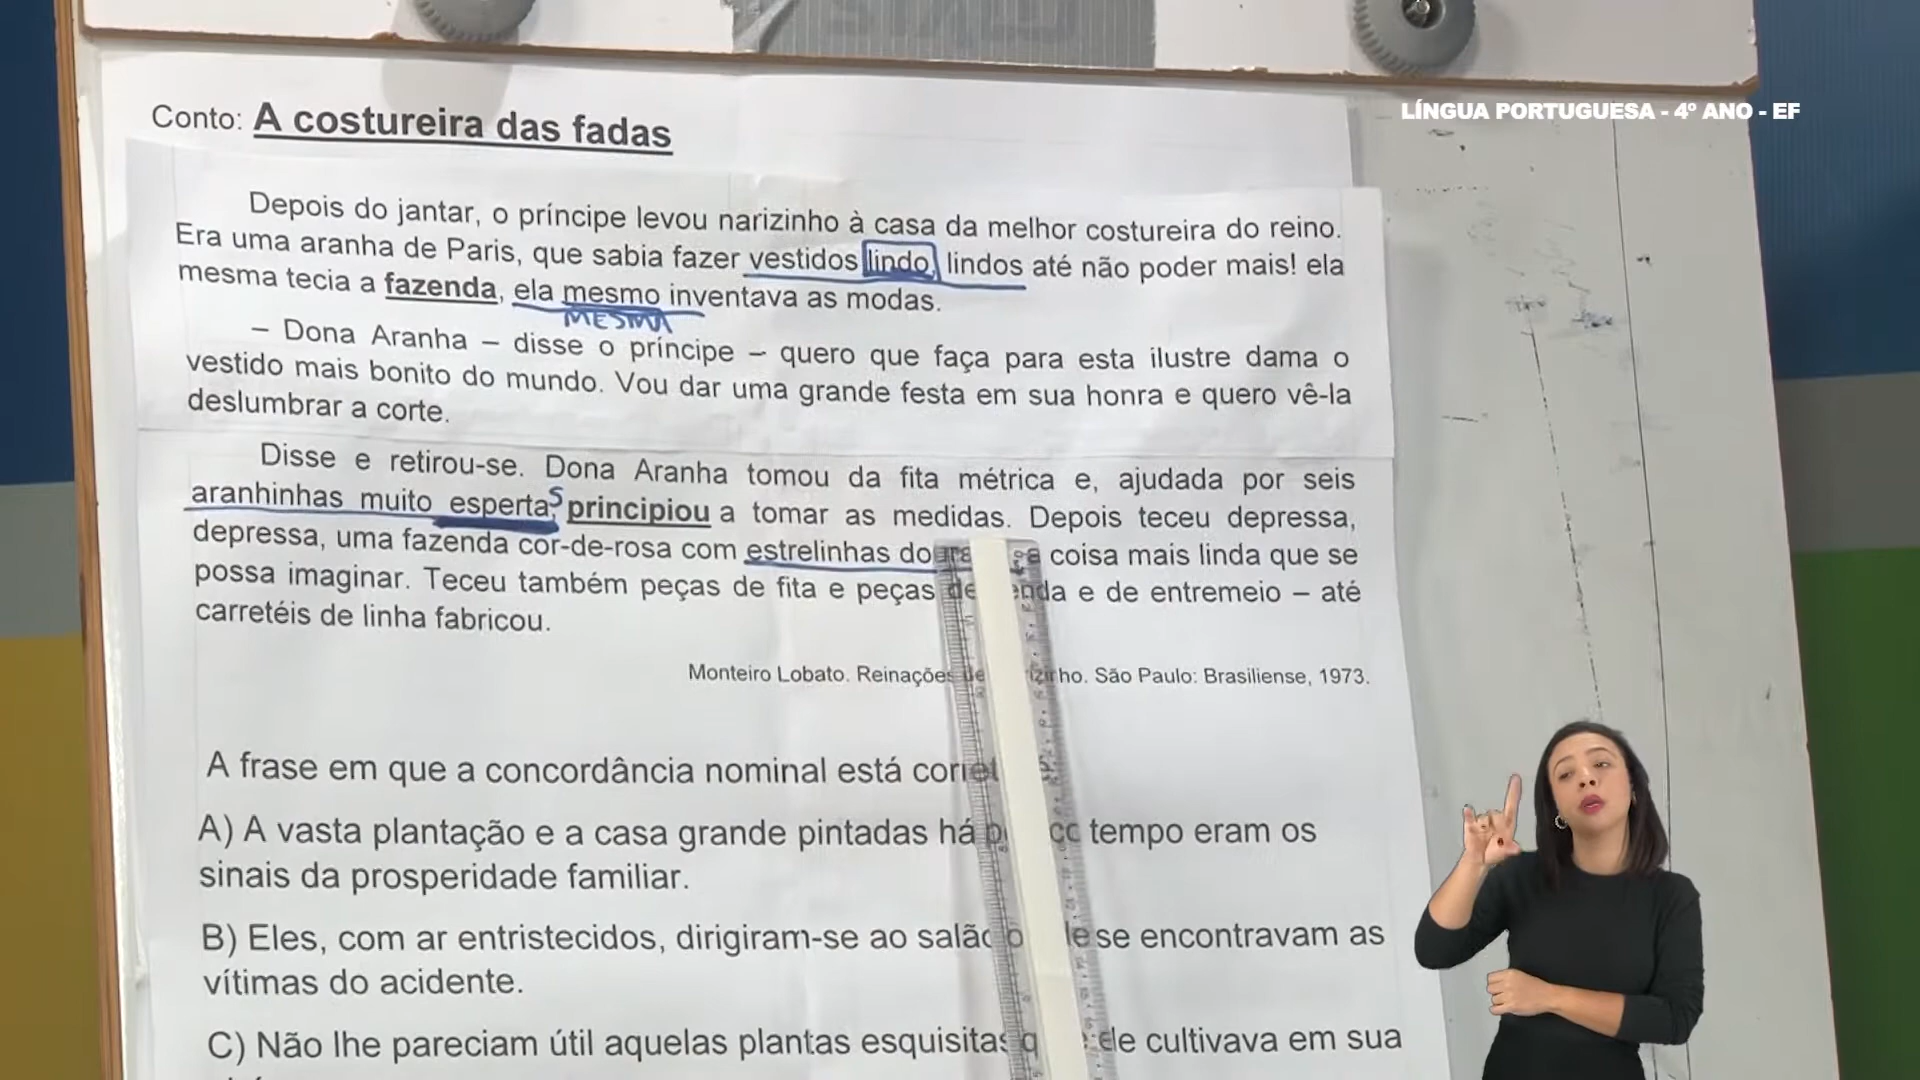 LÍNGUA PORTUGUESA - 4º ANO - EF
Conto: A costureira das fadas
Depois do jantar, o príncipe levou narizinho à casa da melhor costureira do reino.
Era uma aranha de Paris, que sabia fazer vestidos lindo, lindos até não poder mais! ela
mesma tecia a fazenda, ela mesmo inventava as modas.
MESMA
– Dona Aranha – disse o príncipe – quero que faça para esta ilustre dama o
vestido mais bonito do mundo. Vou dar uma grande festa em sua honra e quero vê-la
deslumbrar a corte.
Disse e retirou-se. Dona Aranha tomou da fita métrica e, ajudada por seis
aranhinhas muito espertas, principiou a tomar as medidas. Depois teceu depressa,
depressa, uma fazenda cor-de-rosa com estrelinhas coisa mais linda que se
possa imaginar. Teceu também peças de fita e peças de e de entremeio – até
carretéis de linha fabricou.
Monteiro Lobato. Reinações São Paulo: Brasiliense, 1973.
A frase em que a concordância nominal está
A) A vasta plantação e a casa grande pintadas há tempo eram os
sinais da prosperidade familiar.
B) Eles, com ar entristecidos, dirigiram-se ao salão se encontravam as
vítimas do acidente.
C) Não lhe pareciam útil aquelas plantas esquisitas cultivava em sua